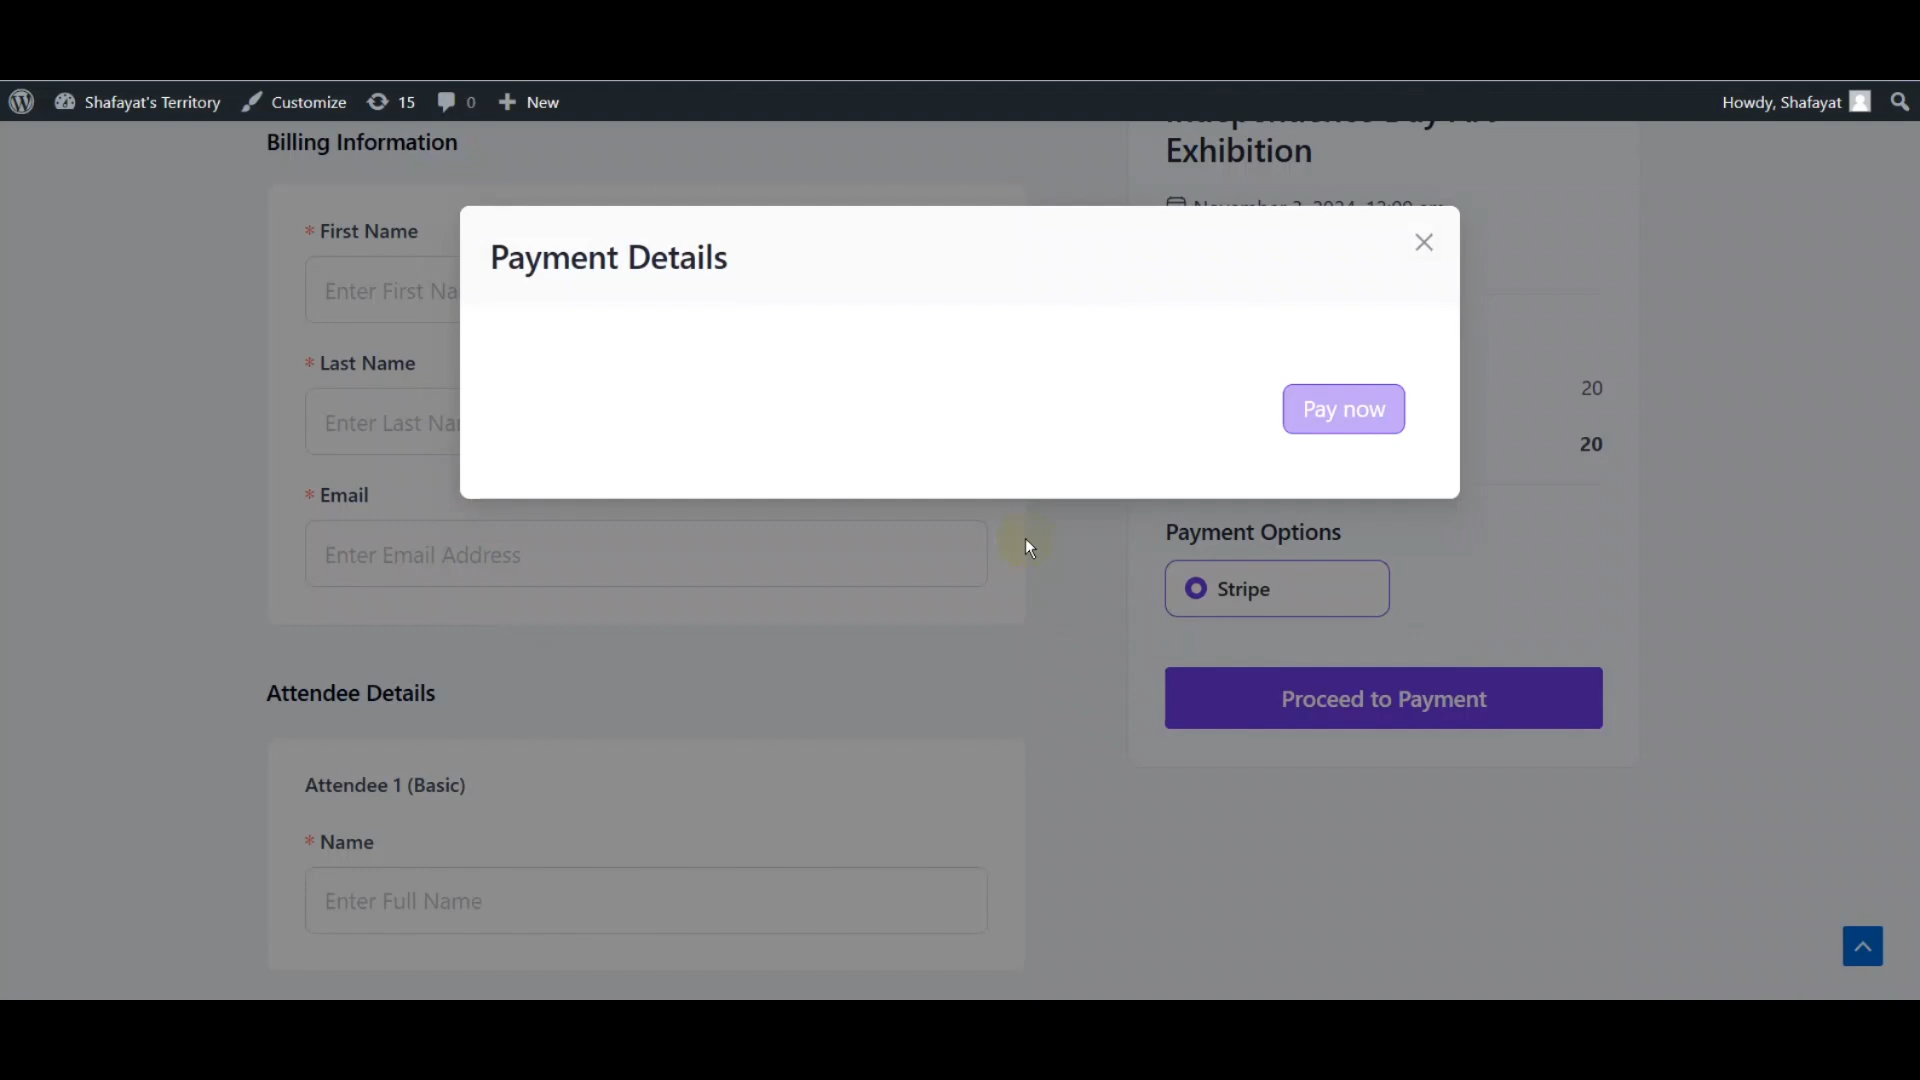 Shafayat's Territory Customize 15 0 New Howdy, Shafayat
Billing Information
Exhibition
* First Name
Enter First Na
* Last Name
Enter Last Na
* Email
Enter Email Address
Payment Details
Pay now
20
20
Payment Options
Stripe
Proceed to Payment
Attendee Details
Attendee 1 (Basic)
* Name
Enter Full Name